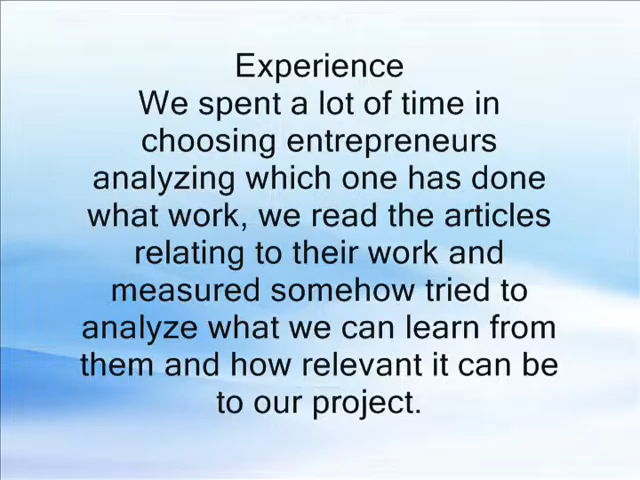 Experience
We spent a lot of time in
choosing entrepreneurs
analyzing which one has done
what work, we read the articles
relating to their work and
measured somehow tried to
analyze what we can learn from
them and how relevant it can be
to our project.